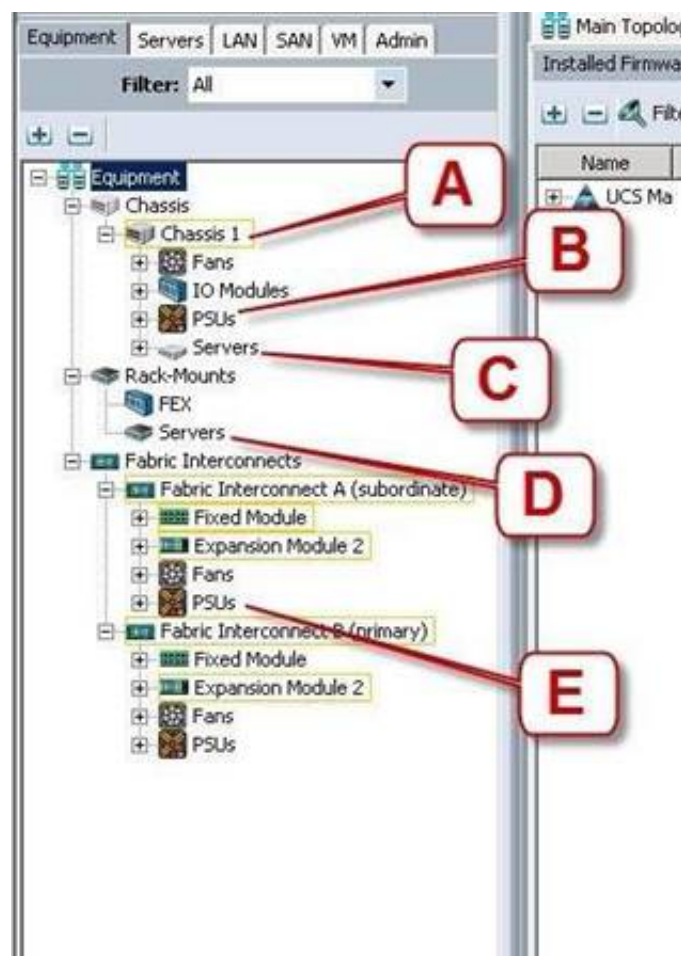 Equipment Servers LAN SAN VM Admin
Filter: All
Equipment
Chassis
Chassis 1
Fans
IO Modules
PSUs
Servers
Rack-Mounts
FEX
Servers
Fabric Interconnects
Fabric Interconnect A (subordinate)
Fixed Module
Expansion Module 2
Fans
PSUs
Fabric Interconnect B (primary)
Fixed Module
Expansion Module 2
Fans
PSUs
A
B
C
D
E
Main Topolo
Installed Firmwa
Filte
Name
UCS Ma